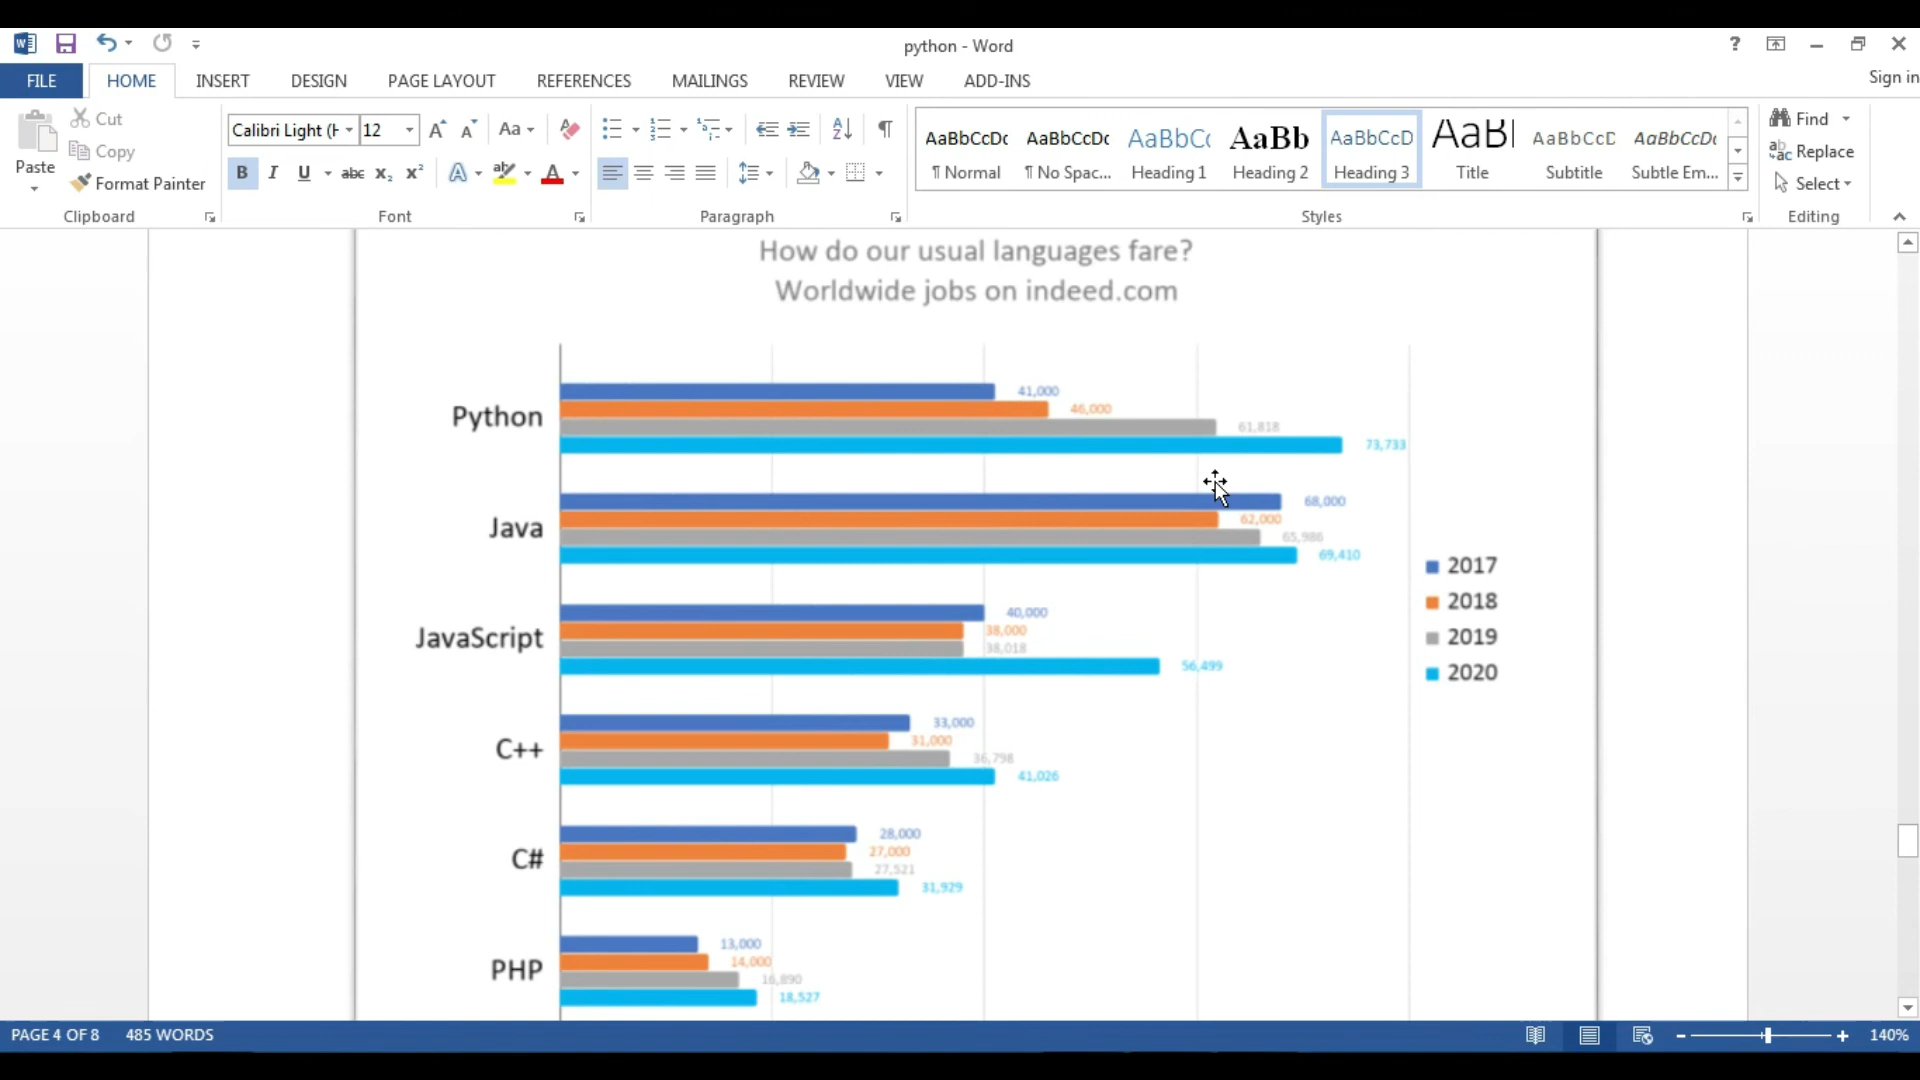 python - Word
?
Sign in
FILE HOME INSERT DESIGN PAGE LAYOUT REFERENCES MAILINGS REVIEW VIEW ADD-INS
Paste
Cut
Copy
Format Painter
Clipboard
Calibri Light (H 12
Aa
B I U abc x₂ x²
A
Font
Paragraph
AaBbCcDc AaBbCcDc AaBbC( AaBb AaBbCcD AaB AaBbCcD AaBbCcDc
¶ Normal ¶ No Spac... Heading 1 Heading 2 Heading 3 Title Subtitle Subtle Em...
Styles
Find
Replace
Select
Editing
How do our usual languages fare?
Worldwide jobs on indeed.com
Python
41,000
46,000
61,818
73,733
Java
68,000
62,000
65,986
69,410
JavaScript
40,000
38,000
38,018
56,499
C++
33,000
31,000
36,798
41,026
C#
28,000
27,000
27,521
31,929
PHP
13,000
14,000
16,890
18,527
2017
2018
2019
2020
PAGE 4 OF 8 485 WORDS
140%